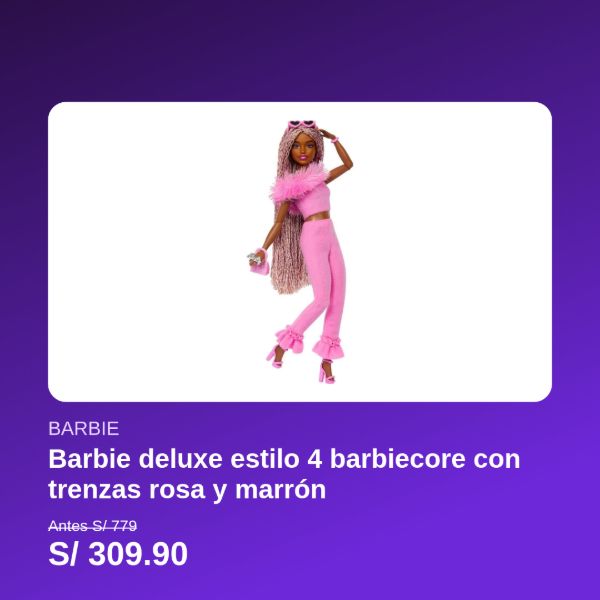 BARBIE
Barbie deluxe estilo 4 barbiecore con
trenzas rosa y marrón
Antes S/ 779
S/ 309.90